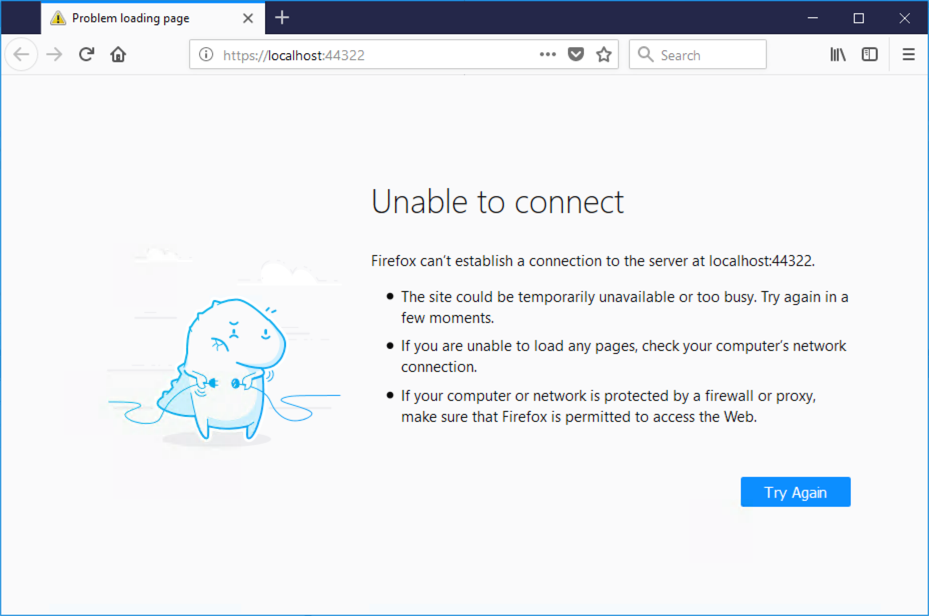 Problem loading page
https://localhost:44322
Search
Unable to connect
Firefox can’t establish a connection to the server at localhost:44322.
The site could be temporarily unavailable or too busy. Try again in a
few moments.
If you are unable to load any pages, check your computer’s network
connection.
If your computer or network is protected by a firewall or proxy,
make sure that Firefox is permitted to access the Web.
Try Again